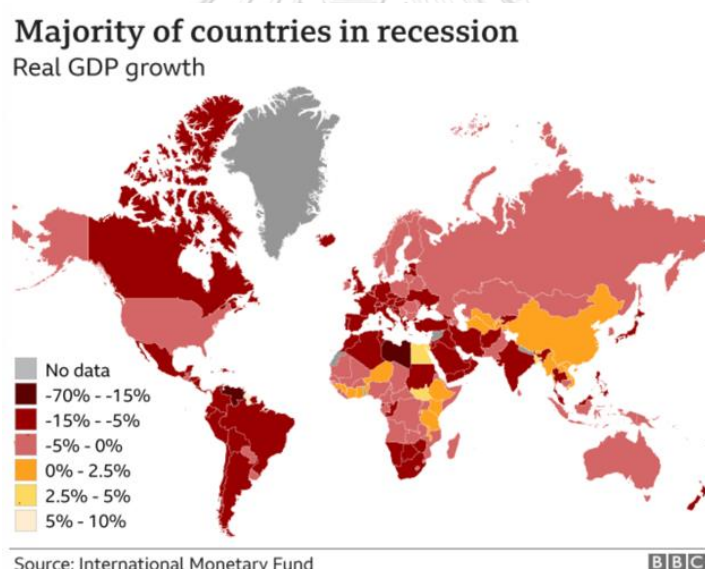 Majority of countries in recession
Real GDP growth
No data
-70% - -15%
-15% - -5%
-5% - 0%
0% - 2.5%
2.5% - 5%
5% - 10%
Source: International Monetary Fund
BBC